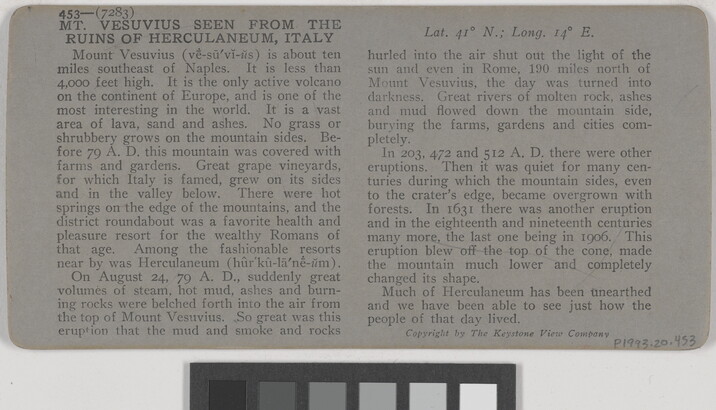 453—(7283)
MT. VESUVIUS SEEN FROM THE
RUINS OF HERCULANEUM, ITALY
Mount Vesuvius (vê-sū′vĭ-ŭs) is about ten
miles southeast of Naples. It is less than
4,000 feet high. It is the only active volcano
on the continent of Europe, and is one of the
most interesting in the world. It is a vast
area of lava, sand and ashes. No grass or
shrubbery grows on the mountain sides. Be-
fore 79 A. D. this mountain was covered with
farms and gardens. Great grape vineyards,
for which Italy is famed, grew on its sides
and in the valley below. There were hot
springs on the edge of the mountains, and the
district roundabout was a favorite health and
pleasure resort for the wealthy Romans of
that age. Among the fashionable resorts
near by was Herculaneum (hûr′kū-lā′nê-ŭm).
On August 24, 79 A. D., suddenly great
volumes of steam, hot mud, ashes and burn-
ing rocks were belched forth into the air from
the top of Mount Vesuvius. So great was this
eruption that the mud and smoke and rocks
Lat. 41° N.; Long. 14° E.
hurled into the air shut out the light of the
sun and even in Rome, 190 miles north of
Mount Vesuvius, the day was turned into
darkness. Great rivers of molten rock, ashes
and mud flowed down the mountain side,
burying the farms, gardens and cities com-
pletely.
In 203, 472 and 512 A. D. there were other
eruptions. Then it was quiet for many cen-
turies during which the mountain sides, even
to the crater's edge, became overgrown with
forests. In 1631 there was another eruption
and in the eighteenth and nineteenth centuries
many more, the last one being in 1906. This
eruption blew off the top of the cone, made
the mountain much lower and completely
changed its shape.
Much of Herculaneum has been unearthed
and we have been able to see just how the
people of that day lived.
Copyright by The Keystone View Company
P1993.20.453